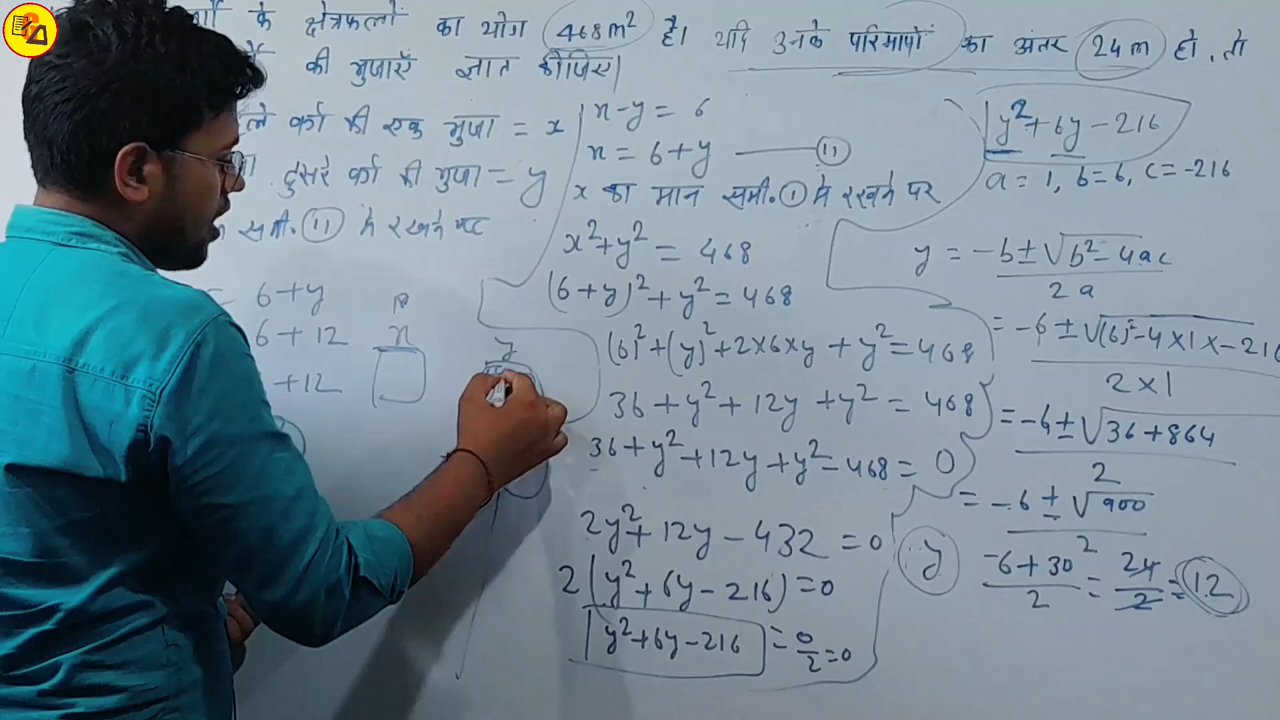 के क्षेत्रफलों का योग 468m² है। यदि उनके परिमापों का अंतर 24m हो, तो
की भुजाएँ ज्ञात कीजिए।
वर्ग की एक भुजा = x
दुसरे वर्ग की भुजा = y
समी. (11) में रखने पर
= 6+y
6+12
+12
n
y
n-y = 6
n = 6+y — (11)
x का मान समी. (1) मे रखने पर
x²+y² = 468
(6+y)²+y² = 468
(6)²+(y)²+2×6×y+y²=468
36+y²+12y+y² = 468
36+y²+12y+y²-468= 0
2y²+12y-432 =0
2(y²+6y-216)=0
y²+6y-216 = 0/2 =0
y²+6y-216
a=1, b=6, c=-216
y = -b±√b²-4ac / 2a
= -6±√(6)²-4×1×-216 / 2×1
= -6±√36+864 / 2
= -6±√900 / 2
y -6+30/2 = 24/2 = 12